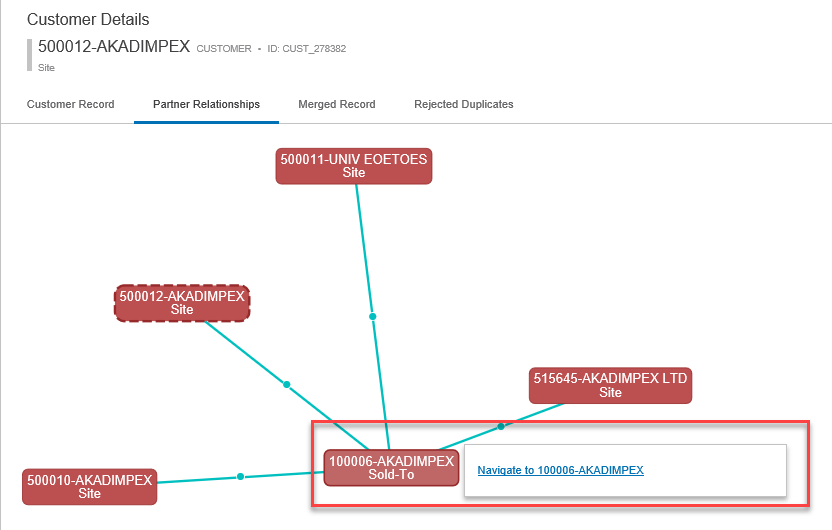 Customer Details
500012-AKADIMPEX CUSTOMER • ID: CUST_278382
Site
Customer Record Partner Relationships Merged Record Rejected Duplicates
500011-UNIV EOETOES
Site
500012-AKADIMPEX
Site
515645-AKADIMPEX LTD
Site
100006-AKADIMPEX
Sold-To
Navigate to 100006-AKADIMPEX
500010-AKADIMPEX
Site